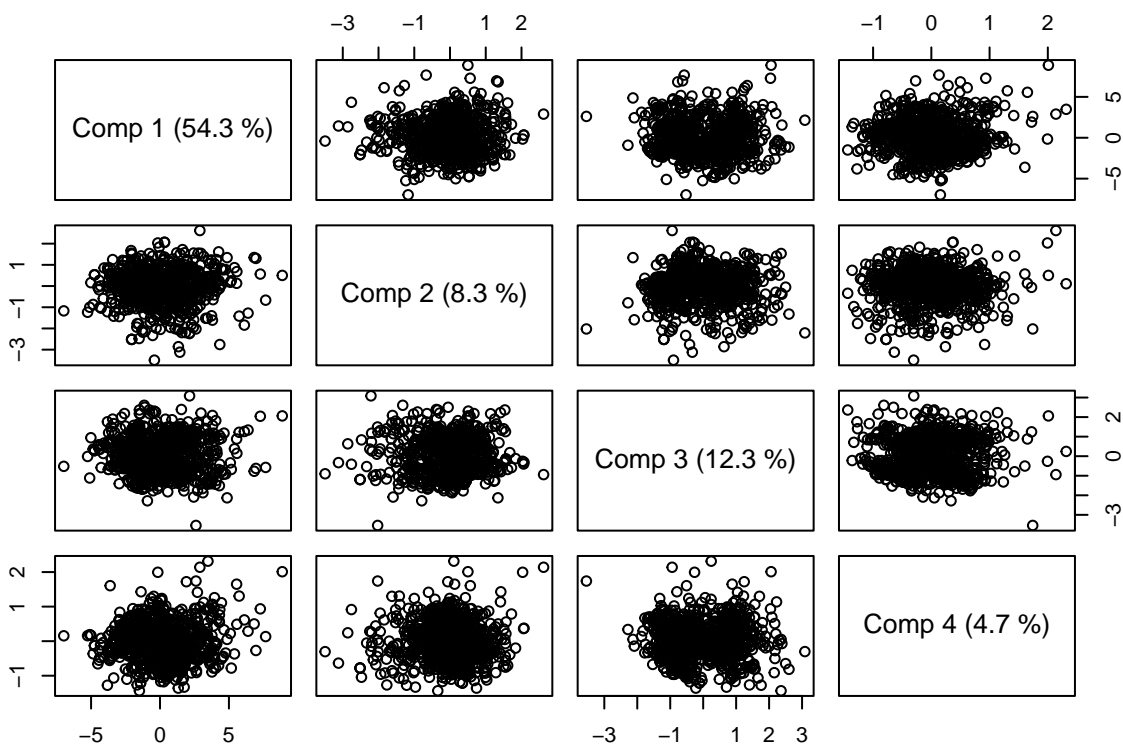 −3 −1 1 2 −1 0 1 2
Comp 1 (54.3 %) −5 0 5
−3 −1 1 Comp 2 (8.3 %)
Comp 3 (12.3 %) −3 0 2
−1 0 1 2 Comp 4 (4.7 %)
−5 0 5 −3 −1 1 2 3